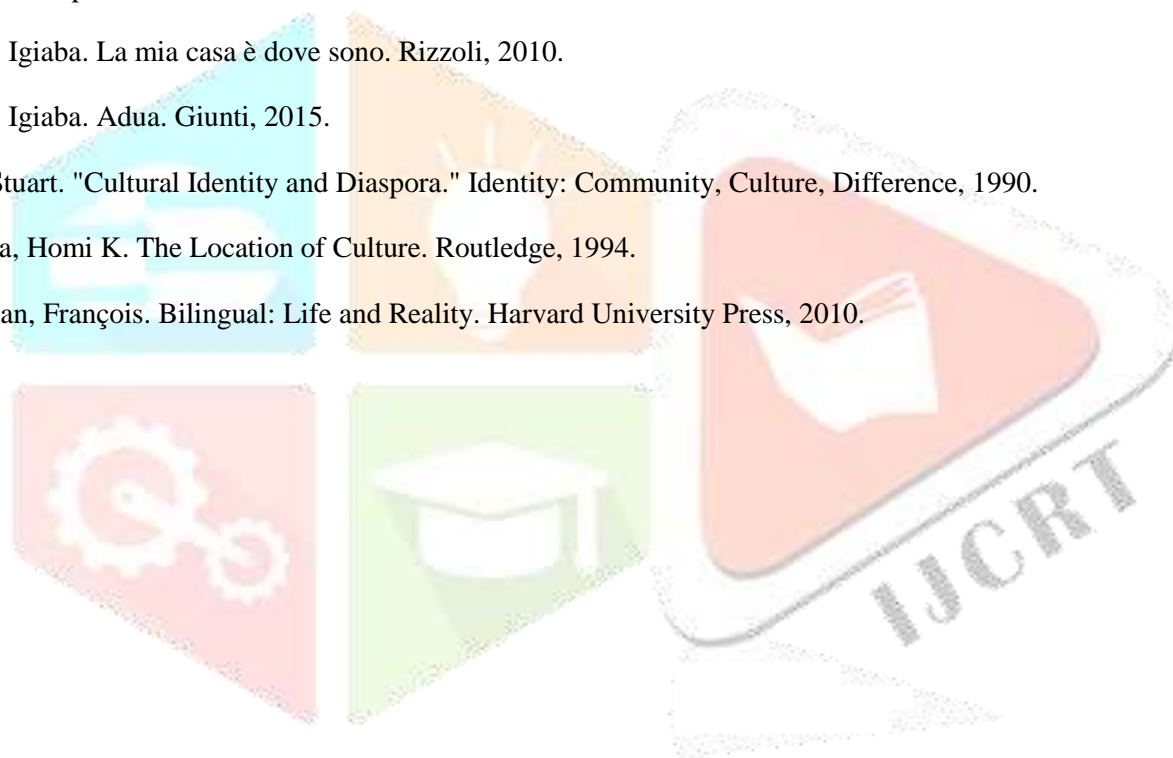 Igiaba. La mia casa è dove sono. Rizzoli, 2010.
Igiaba. Adua. Giunti, 2015.
Stuart. "Cultural Identity and Diaspora." Identity: Community, Culture, Difference, 1990.
a, Homi K. The Location of Culture. Routledge, 1994.
an, François. Bilingual: Life and Reality. Harvard University Press, 2010.
IJCRT